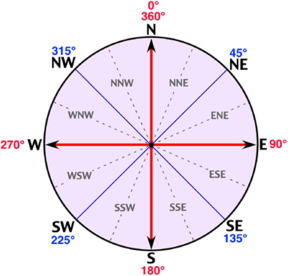 0°
360°
N
315°
NW
45°
NE
NNW
NNE
WNW
ENE
270° W
E 90°
WSW
ESE
SSW
SSE
SW
225°
SE
135°
S
180°